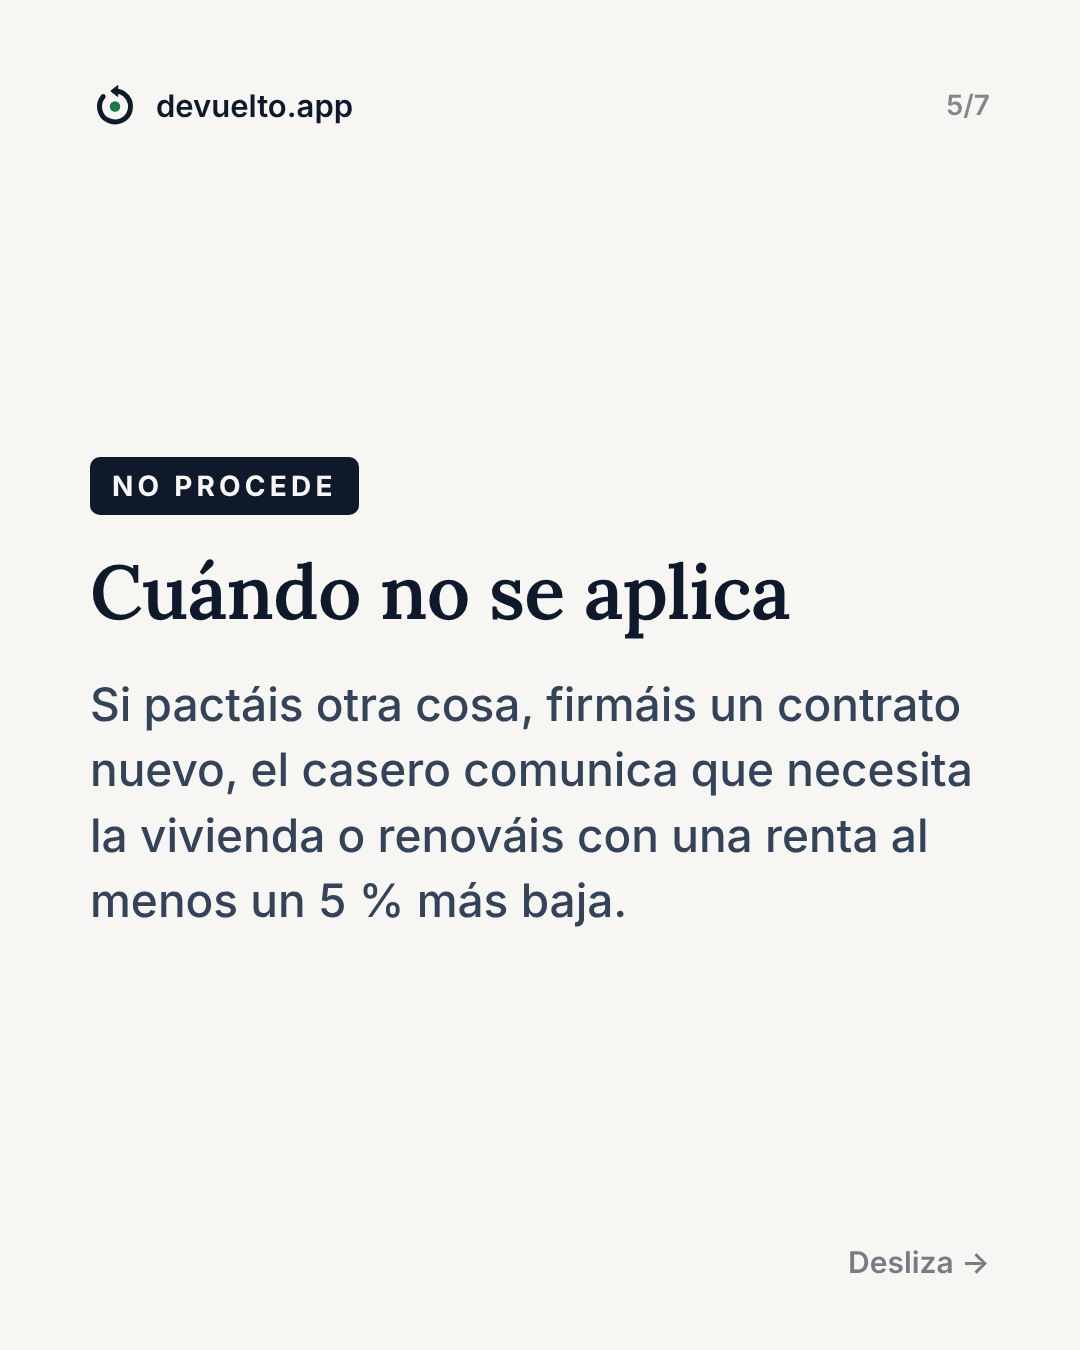 devuelto.app
5/7
NO PROCEDE
Cuándo no se aplica
Si pactáis otra cosa, firmáis un contrato
nuevo, el casero comunica que necesita
la vivienda o renováis con una renta al
menos un 5 % más baja.
Desliza →